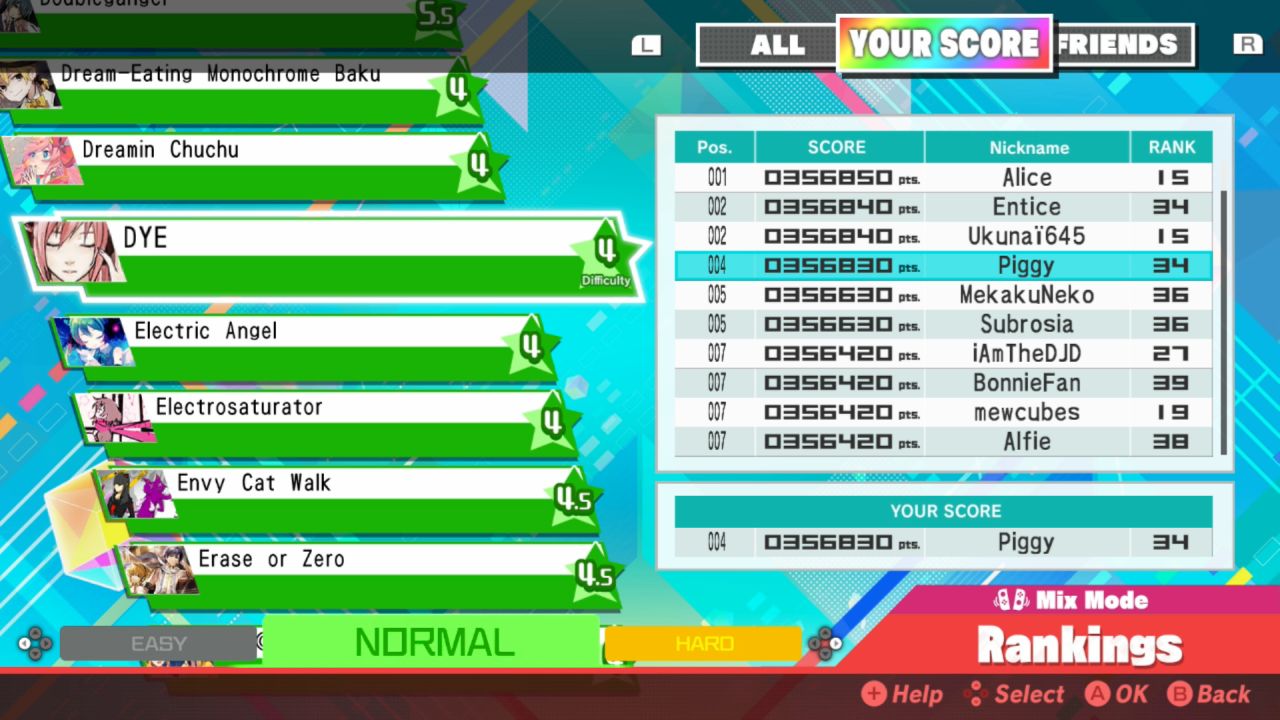 Doubleganger
5.5
Dream-Eating Monochrome Baku
4
Dreamin Chuchu
4
DYE
4
Difficulty
Electric Angel
4
Electrosaturator
4
Envy Cat Walk
4.5
Erase or Zero
4.5
EASY
NORMAL
HARD
L
ALL
YOUR SCORE
FRIENDS
R
Pos. SCORE Nickname RANK
001 0356850 pts. Alice 15
002 0356840 pts. Entice 34
002 0356840 pts. Ukunaï645 15
004 0356830 pts. Piggy 34
005 0356630 pts. MekakuNeko 36
005 0356630 pts. Subrosia 36
007 0356420 pts. iAmTheDJD 27
007 0356420 pts. BonnieFan 39
007 0356420 pts. mewcubes 19
007 0356420 pts. Alfie 38
YOUR SCORE
004 0356830 pts. Piggy 34
Mix Mode
Rankings
+ Help Select A OK B Back